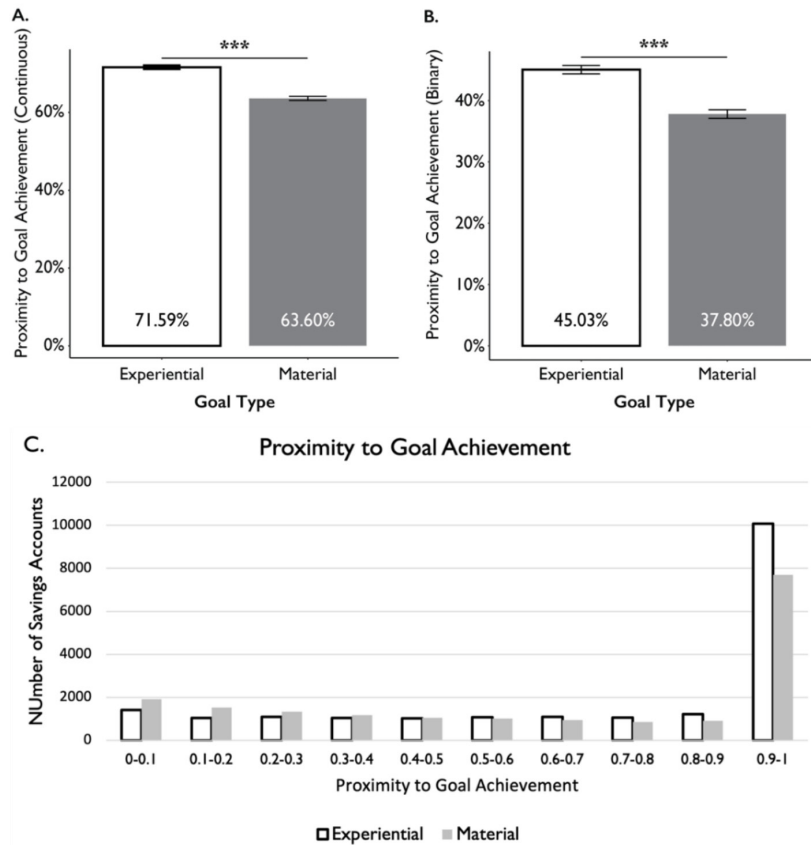 A.
***
Proximity to Goal Achievement (Continuous)
60%
40%
20%
0%
71.59%
63.60%
Experiential
Material
Goal Type
B.
***
Proximity to Goal Achievement (Binary)
40%
30%
20%
10%
0%
45.03%
37.80%
Experiential
Material
Goal Type
C.
Proximity to Goal Achievement
NUmber of Savings Accounts
12000
10000
8000
6000
4000
2000
0
0-0.1 0.1-0.2 0.2-0.3 0.3-0.4 0.4-0.5 0.5-0.6 0.6-0.7 0.7-0.8 0.8-0.9 0.9-1
Proximity to Goal Achievement
Experiential Material